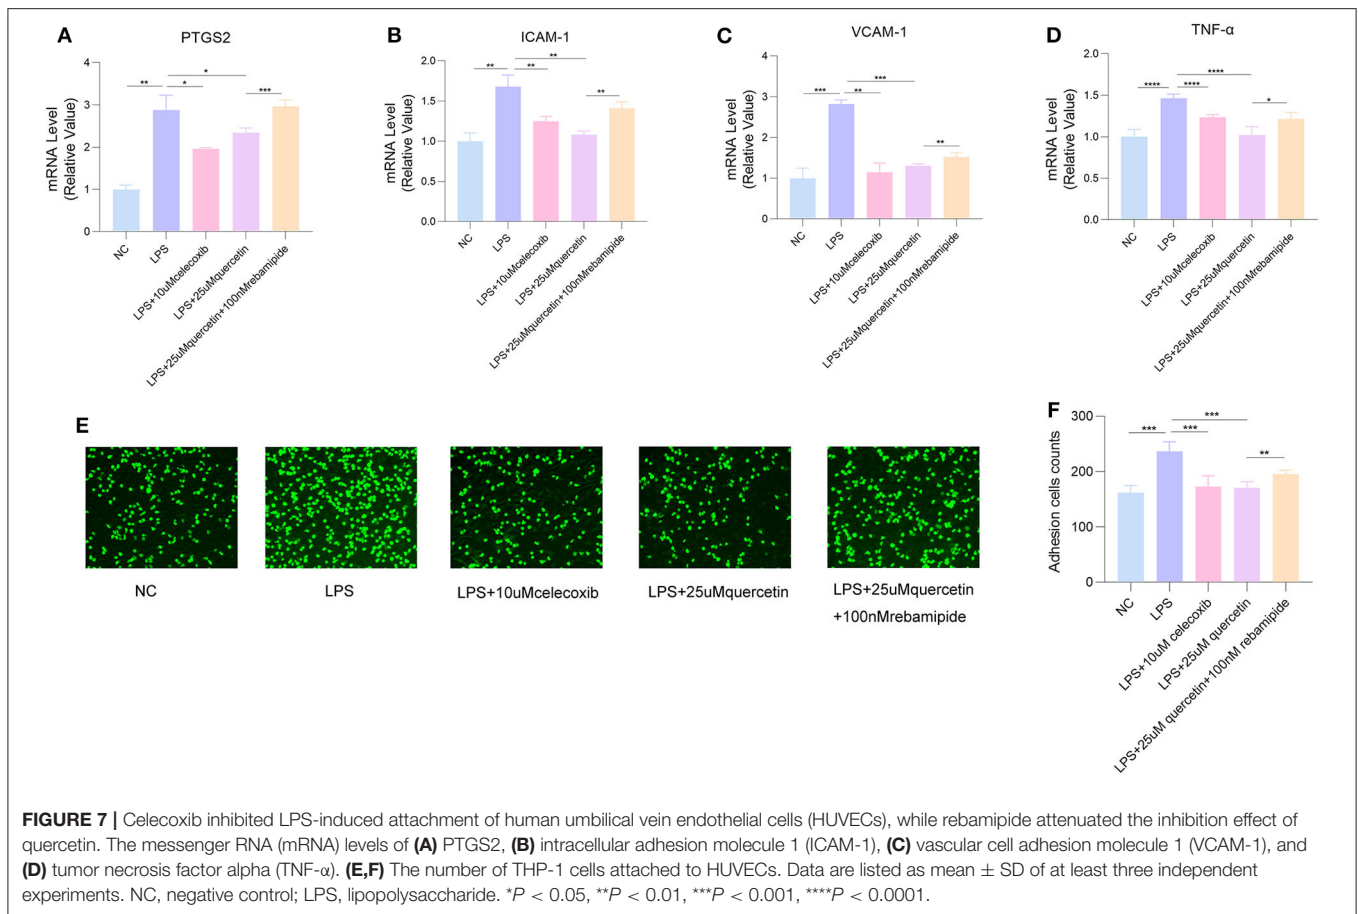 A
PTGS2
mRNA Level
(Relative Value)
4
3
2
1
0
**
*
*
***
NC
LPS
LPS+10uMcelecoxib
LPS+25uMquercetin
LPS+25uMquercetin+100nMrebamipide
B
ICAM-1
mRNA Level
(Relative Value)
2.0
1.5
1.0
0.5
0.0
**
**
**
**
NC
LPS
LPS+10uMcelecoxib
LPS+25uMquercetin
LPS+25uMquercetin+100nMrebamipide
C
VCAM-1
mRNA Level
(Relative Value)
4
3
2
1
0
***
**
***
**
NC
LPS
LPS+10uMcelecoxib
LPS+25uMquercetin
LPS+25uMquercetin+100nMrebamipide
D
TNF-α
mRNA Level
(Relative Value)
2.0
1.5
1.0
0.5
0.0
****
****
****
*
NC
LPS
LPS+10uMcelecoxib
LPS+25uMquercetin
LPS+25uMquercetin+100nMrebamipide
E
NC
LPS
LPS+10uMcelecoxib
LPS+25uMquercetin
LPS+25uMquercetin
+100nMrebamipide
F
Adhesion cells counts
300
200
100
0
***
***
***
**
NC
LPS
LPS+10uM celecoxib
LPS+25uM quercetin
LPS+25uM quercetin+100nM rebamipide
FIGURE 7 | Celecoxib inhibited LPS-induced attachment of human umbilical vein endothelial cells (HUVECs), while rebamipide attenuated the inhibition effect of
quercetin. The messenger RNA (mRNA) levels of (A) PTGS2, (B) intracellular adhesion molecule 1 (ICAM-1), (C) vascular cell adhesion molecule 1 (VCAM-1), and
(D) tumor necrosis factor alpha (TNF-α). (E,F) The number of THP-1 cells attached to HUVECs. Data are listed as mean ± SD of at least three independent
experiments. NC, negative control; LPS, lipopolysaccharide. *P < 0.05, **P < 0.01, ***P < 0.001, ****P < 0.0001.